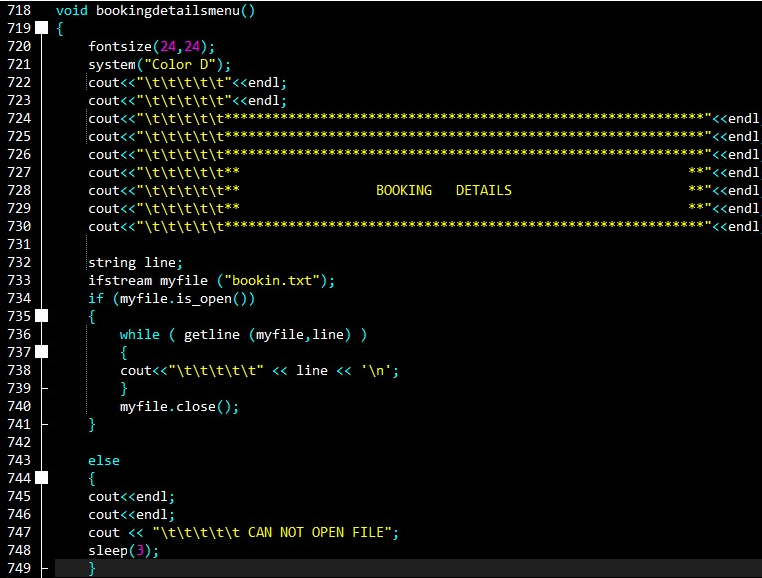 718 void bookingdetailsmenu()
719 {
720     fontsize(24,24);
721     system("Color D");
722     cout<<"\t\t\t\t\t"<<endl;
723     cout<<"\t\t\t\t\t"<<endl;
724     cout<<"\t\t\t\t\t************************************************************"<<endl
725     cout<<"\t\t\t\t\t************************************************************"<<endl
726     cout<<"\t\t\t\t\t************************************************************"<<endl
727     cout<<"\t\t\t\t\t**                                                        **"<<endl
728     cout<<"\t\t\t\t\t**                 BOOKING   DETAILS                      **"<<endl
729     cout<<"\t\t\t\t\t**                                                        **"<<endl
730     cout<<"\t\t\t\t\t************************************************************"<<endl
731
732     string line;
733     ifstream myfile ("bookin.txt");
734     if (myfile.is_open())
735     {
736         while ( getline (myfile,line) )
737         {
738         cout<<"\t\t\t\t\t" << line << '\n';
739         }
740         myfile.close();
741     }
742
743     else
744     {
745     cout<<endl;
746     cout<<endl;
747     cout << "\t\t\t\t\t CAN NOT OPEN FILE";
748     sleep(3);
749     }